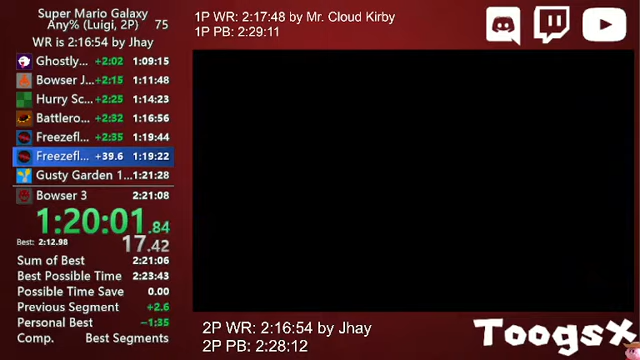 Super Mario Galaxy
Any% (Luigi, 2P) 75
WR is 2:16:54 by Jhay
Ghostly... +2:02 1:09:15
Bowser J... +2:15 1:11:48
Hurry Sc... +2:25 1:14:23
Battlero... +2:32 1:16:56
Freezefl... +2:35 1:19:44
Freezefl... +39.6 1:19:22
Gusty Garden 1... 1:21:28
Bowser 3 2:21:08
1:20:01.84
Best: 2:12.98 17.42
Sum of Best 2:21:06
Best Possible Time 2:23:43
Possible Time Save 0.00
Previous Segment +2.6
Personal Best −1:35
Comp. Best Segments
1P WR: 2:17:48 by Mr. Cloud Kirby
1P PB: 2:29:11
2P WR: 2:16:54 by Jhay
2P PB: 2:28:12
ToogsX